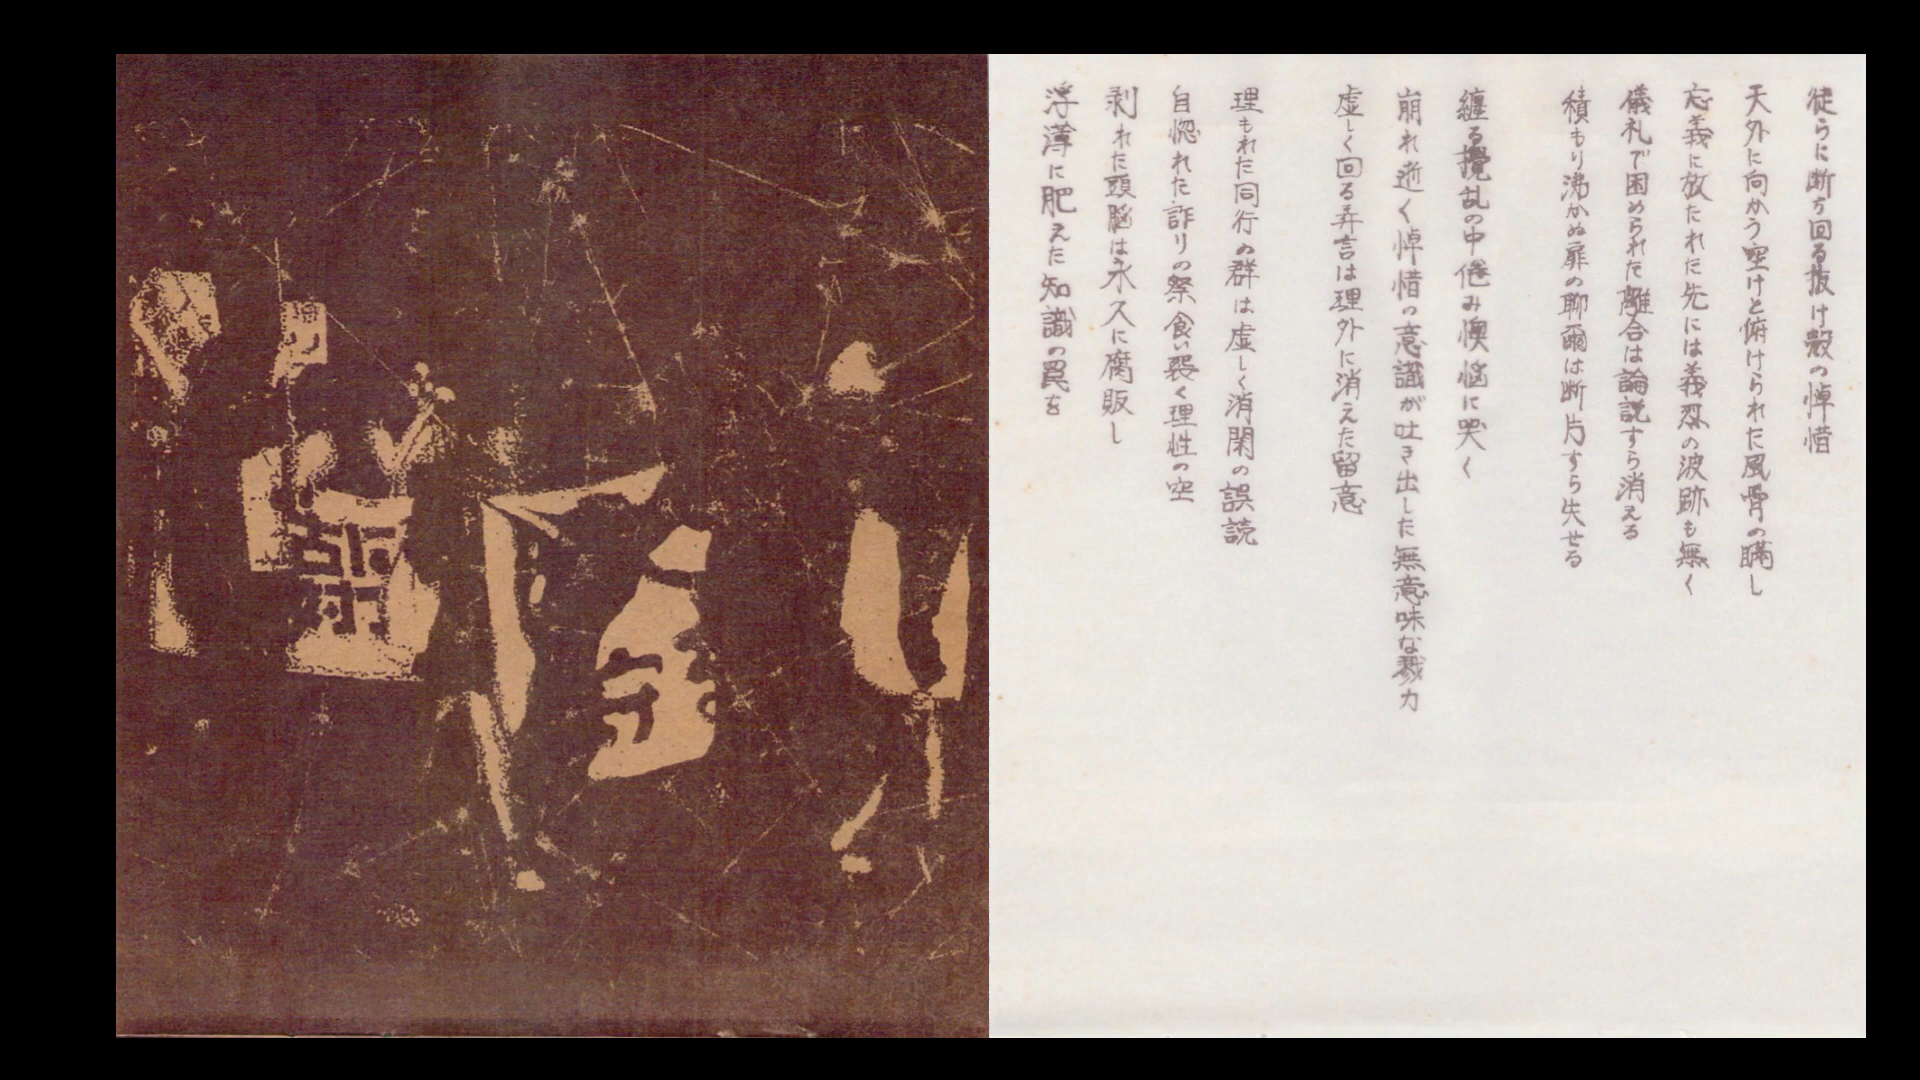 徒らに断ち回る抜け殻の悼惜
天外に向かう空けと俯けられた風骨の瞞し
忘義に放たれた先には義烈の波跡も無く
儀礼で困められた離合は論説すら消える
積もり沸かぬ扉の聊爾は断片すら失せる
纏る攪乱の中倦み懊悩に哭く
崩れ逝く悼惜の意識が吐き出した無意味な戮力
虚しく回る弄言は理外に消えた留意
埋もれた同行の群は虚しく消閑の誤読
自惚れた詐りの祭食い裂く理性の空
剥れた頭脳は永久に腐敗し
浮薄に肥えた知識の罠を